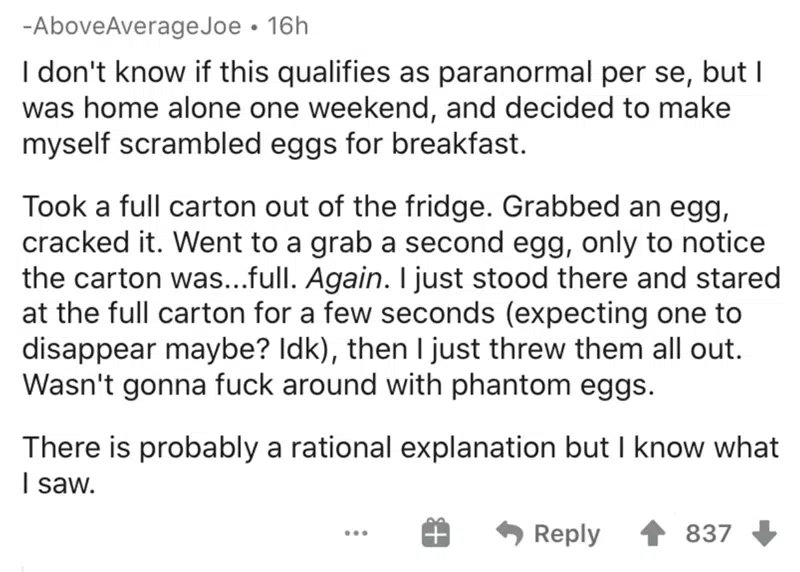 -AboveAverageJoe • 16h
I don't know if this qualifies as paranormal per se, but I
was home alone one weekend, and decided to make
myself scrambled eggs for breakfast.
Took a full carton out of the fridge. Grabbed an egg,
cracked it. Went to a grab a second egg, only to notice
the carton was...full. Again. I just stood there and stared
at the full carton for a few seconds (expecting one to
disappear maybe? Idk), then I just threw them all out.
Wasn't gonna fuck around with phantom eggs.
There is probably a rational explanation but I know what
I saw.
... Reply 837